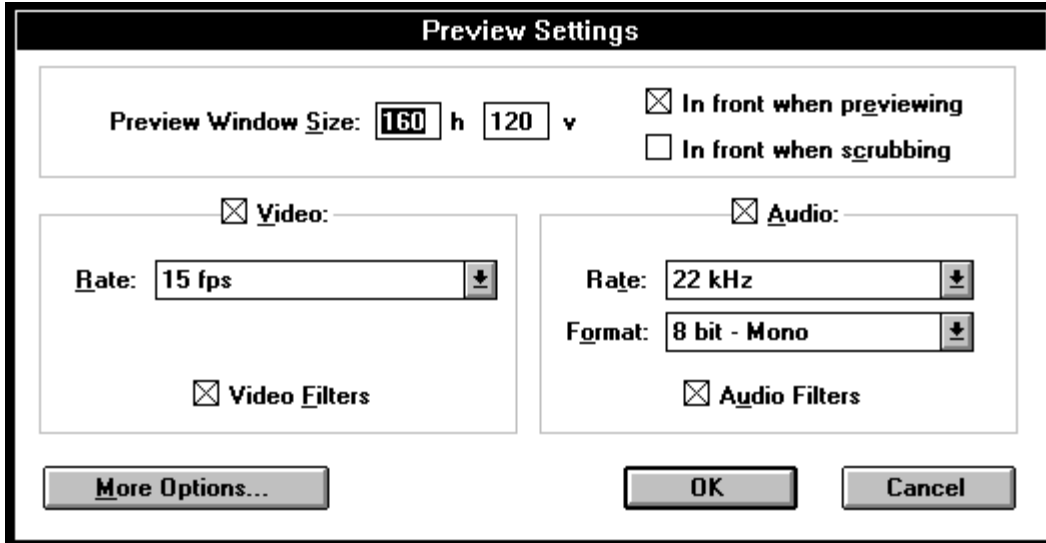 Preview Settings
Preview Window Size: 160 h 120 v
In front when previewing
In front when scrubbing
Video:
Rate: 15 fps
Video Filters
Audio:
Rate: 22 kHz
Format: 8 bit - Mono
Audio Filters
More Options...
OK
Cancel